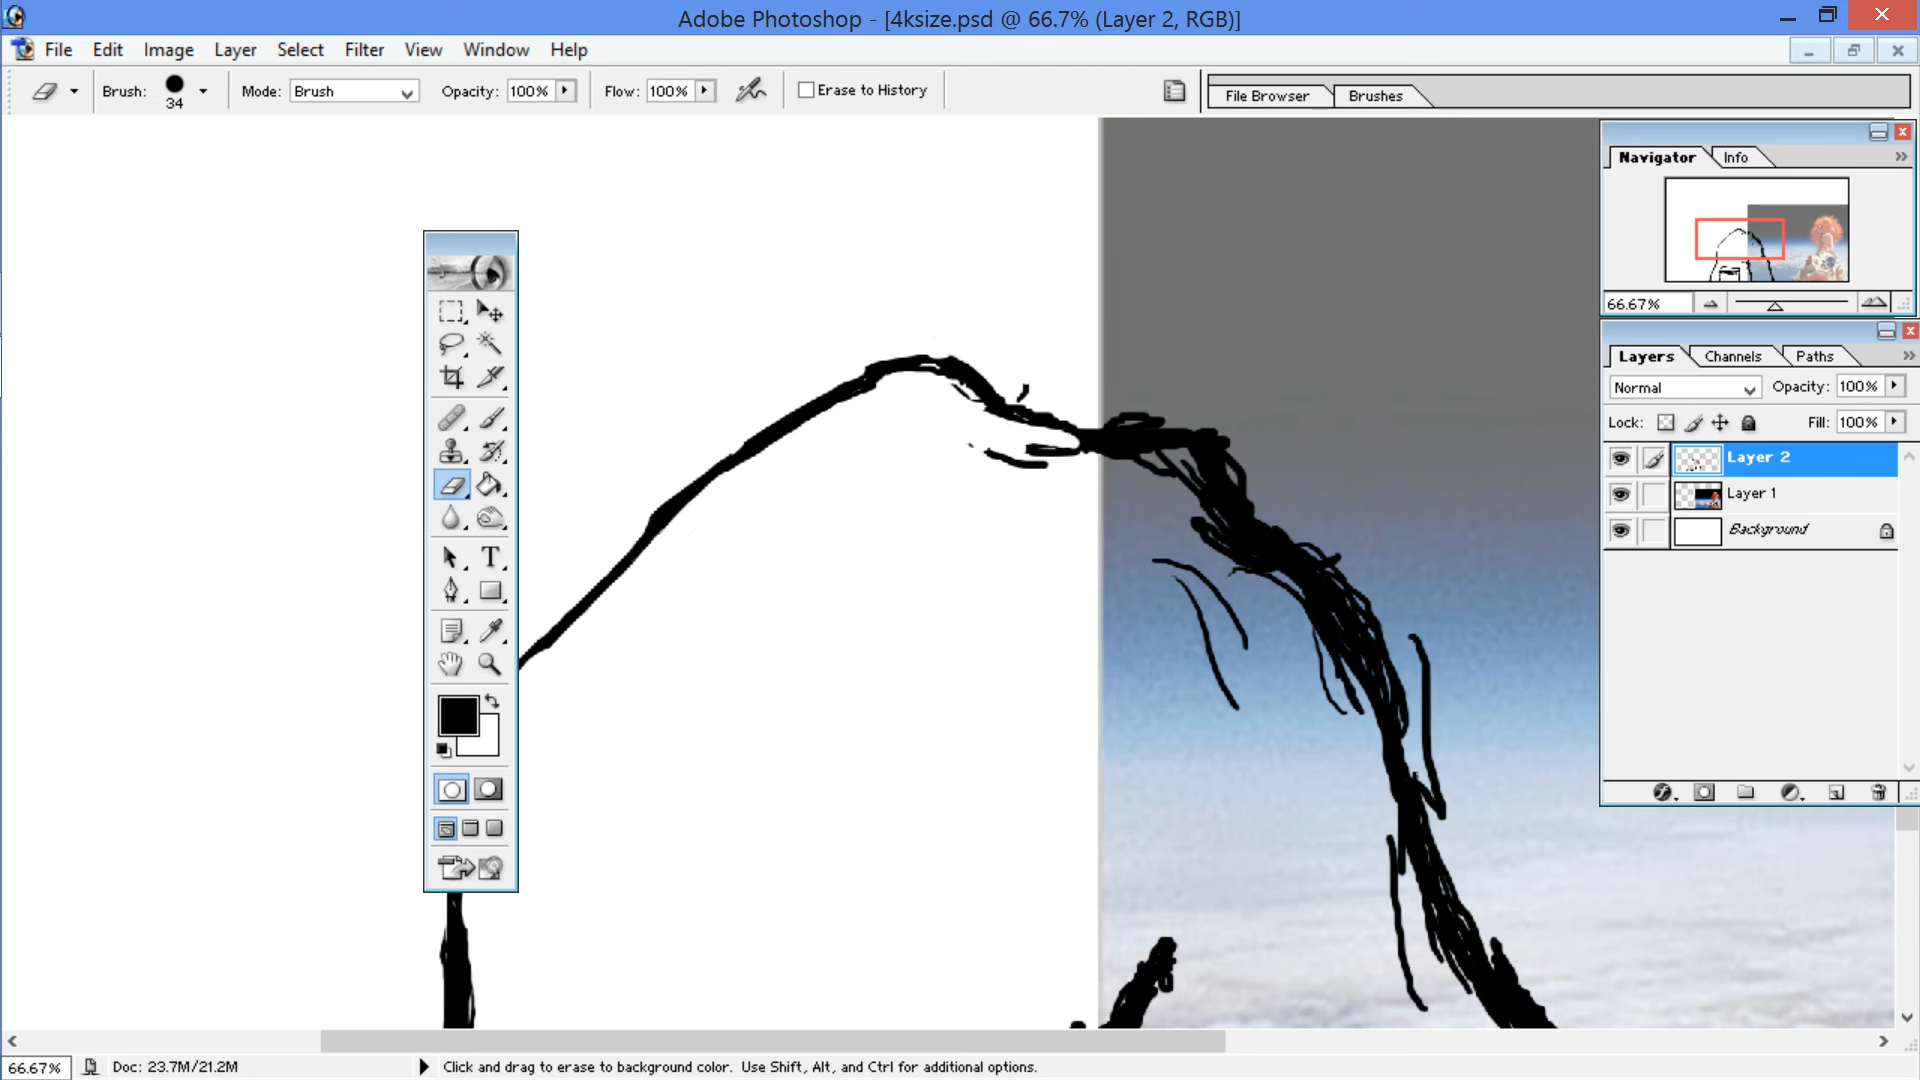 Adobe Photoshop - [4ksize.psd @ 66.7% (Layer 2, RGB)]
File Edit Image Layer Select Filter View Window Help
Brush: 34 Mode: Brush Opacity: 100% Flow: 100% Erase to History File Browser Brushes
Navigator Info
66.67%
Layers Channels Paths
Normal Opacity: 100%
Lock: Fill: 100%
Layer 2
Layer 1
Background
T
66.67% Doc: 23.7M/21.2M Click and drag to erase to background color. Use Shift, Alt, and Ctrl for additional options.